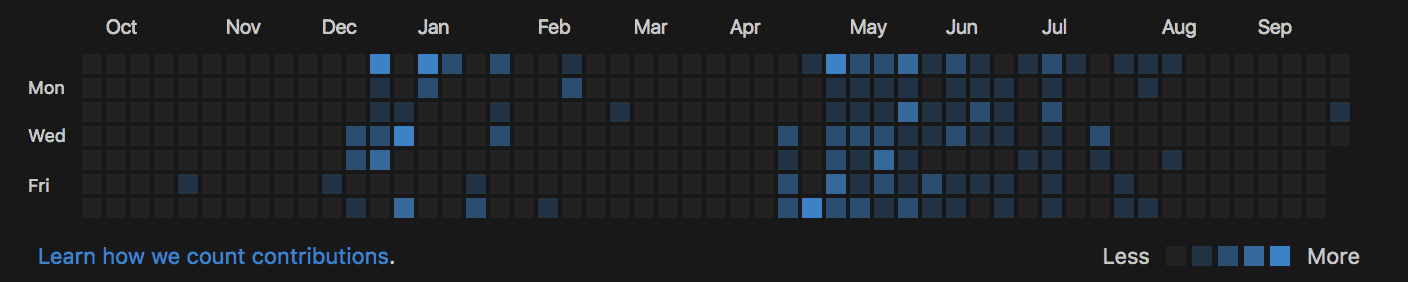 Oct Nov Dec Jan Feb Mar Apr May Jun Jul Aug Sep
Mon
Wed
Fri
Learn how we count contributions. Less More